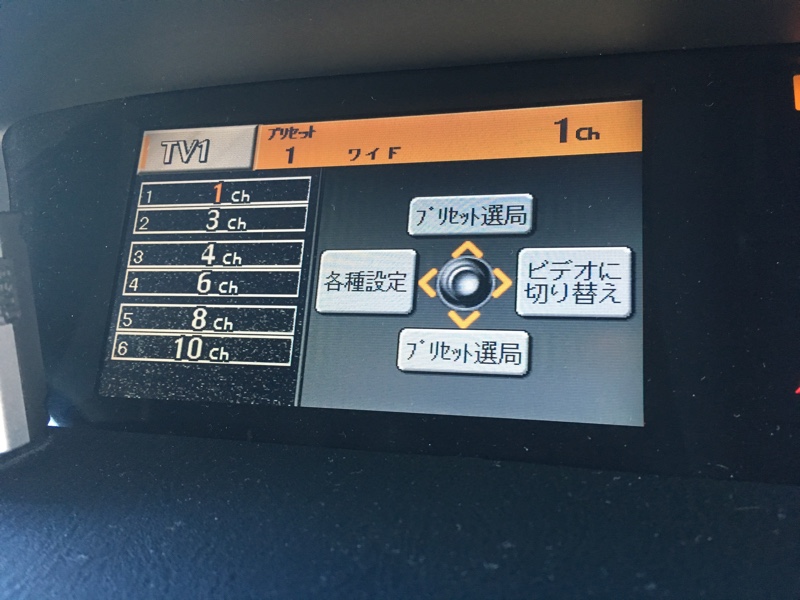 TV1
プリセット
1 ワイド 1Ch
1 1Ch
2 3Ch
3 4Ch
4 6Ch
5 8Ch
6 10Ch
プリセット選局
各種設定
ビデオに
切り替え
プリセット選局